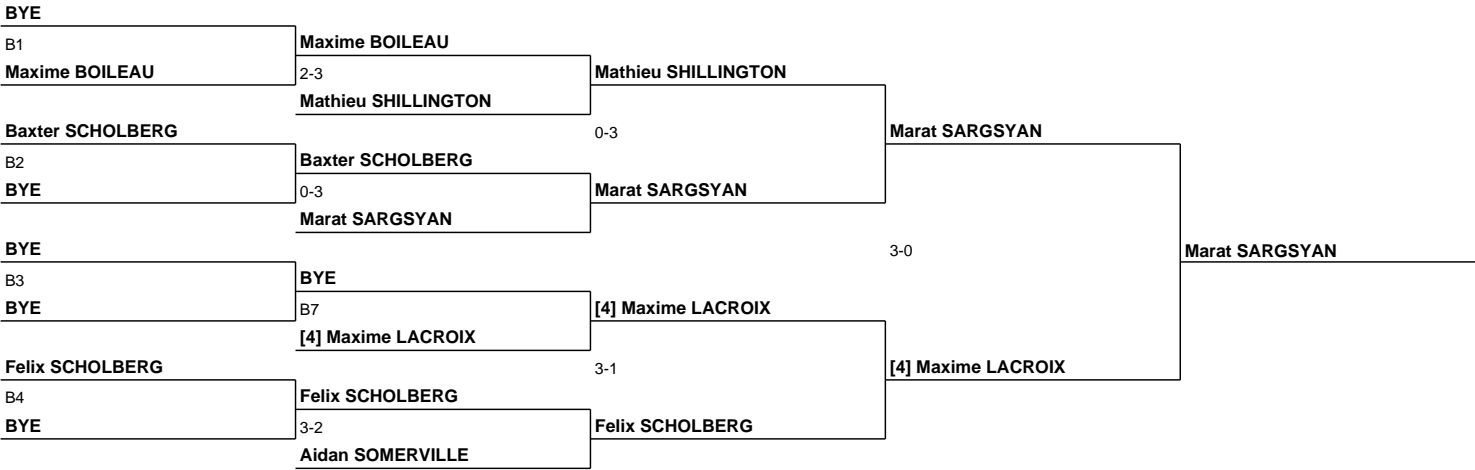 BYE
B1 Maxime BOILEAU
Maxime BOILEAU 2-3 Mathieu SHILLINGTON
Mathieu SHILLINGTON
Baxter SCHOLBERG 0-3 Marat SARGSYAN
B2 Baxter SCHOLBERG
BYE 0-3 Marat SARGSYAN
Marat SARGSYAN
BYE 3-0 Marat SARGSYAN
B3 BYE
BYE B7 [4] Maxime LACROIX
[4] Maxime LACROIX
Felix SCHOLBERG 3-1 [4] Maxime LACROIX
B4 Felix SCHOLBERG
BYE 3-2 Felix SCHOLBERG
Aidan SOMERVILLE